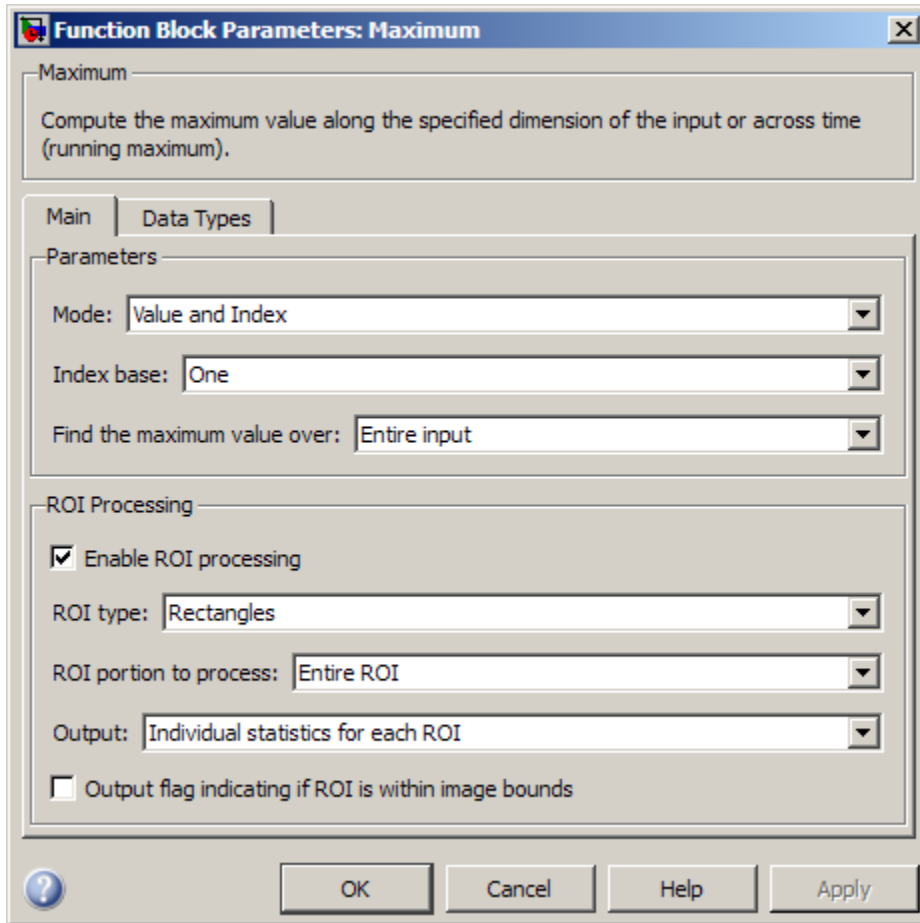 Function Block Parameters: Maximum
Maximum
Compute the maximum value along the specified dimension of the input or across time
(running maximum).
Main Data Types
Parameters
Mode: Value and Index
Index base: One
Find the maximum value over: Entire input
ROI Processing
Enable ROI processing
ROI type: Rectangles
ROI portion to process: Entire ROI
Output: Individual statistics for each ROI
Output flag indicating if ROI is within image bounds
? OK Cancel Help Apply